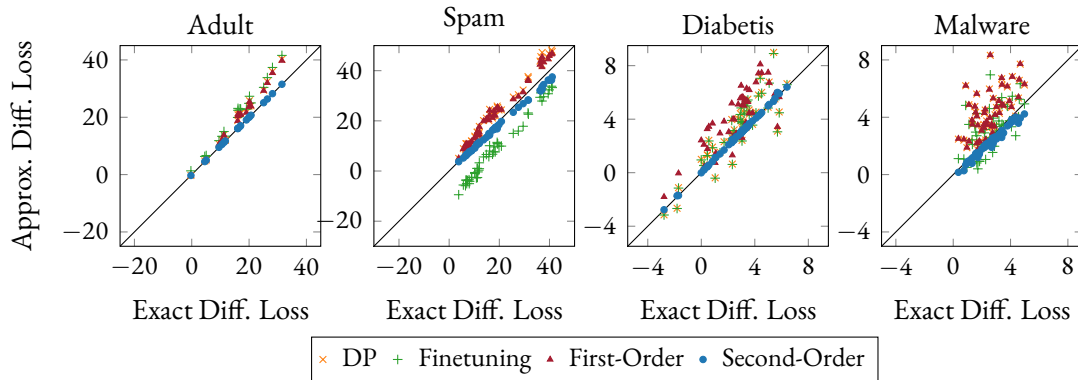 Adult
Spam
Diabetis
Malware
Approx. Diff. Loss
40
20
0
−20
−20 0 20 40
Exact Diff. Loss
40
20
0
−20
−20 0 20 40
Exact Diff. Loss
8
4
0
−4
−4 0 4 8
Exact Diff. Loss
8
4
0
−4
−4 0 4 8
Exact Diff. Loss
DP Finetuning First-Order Second-Order